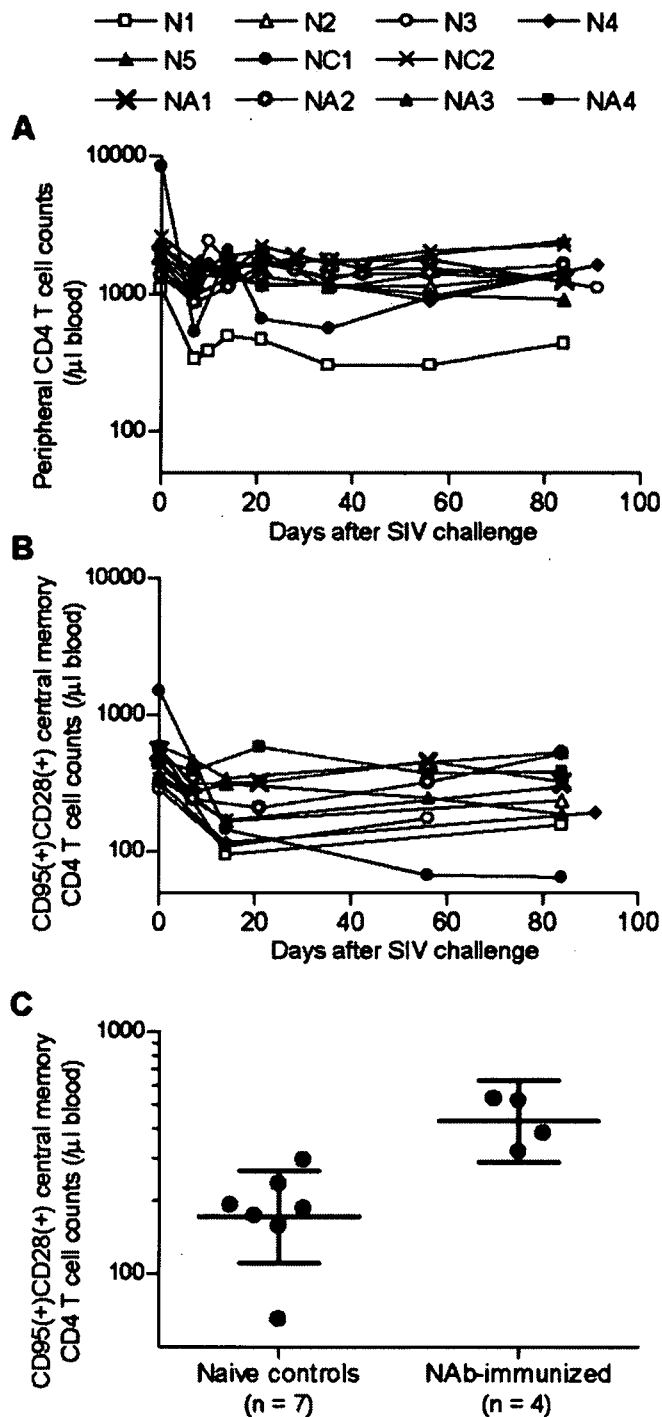 N1 N2 N3 N4
N5 NC1 NC2
NA1 NA2 NA3 NA4
A
Peripheral CD4 T cell counts
(/μl blood)
10000
1000
100
0 20 40 60 80 100
Days after SIV challenge
B
CD95(+)CD28(+) central memory
CD4 T cell counts (/μl blood)
10000
1000
100
0 20 40 60 80 100
Days after SIV challenge
C
CD95(+)CD28(+) central memory
CD4 T cell counts (/μl blood)
1000
100
Naive controls NAb-immunized
(n = 7) (n = 4)